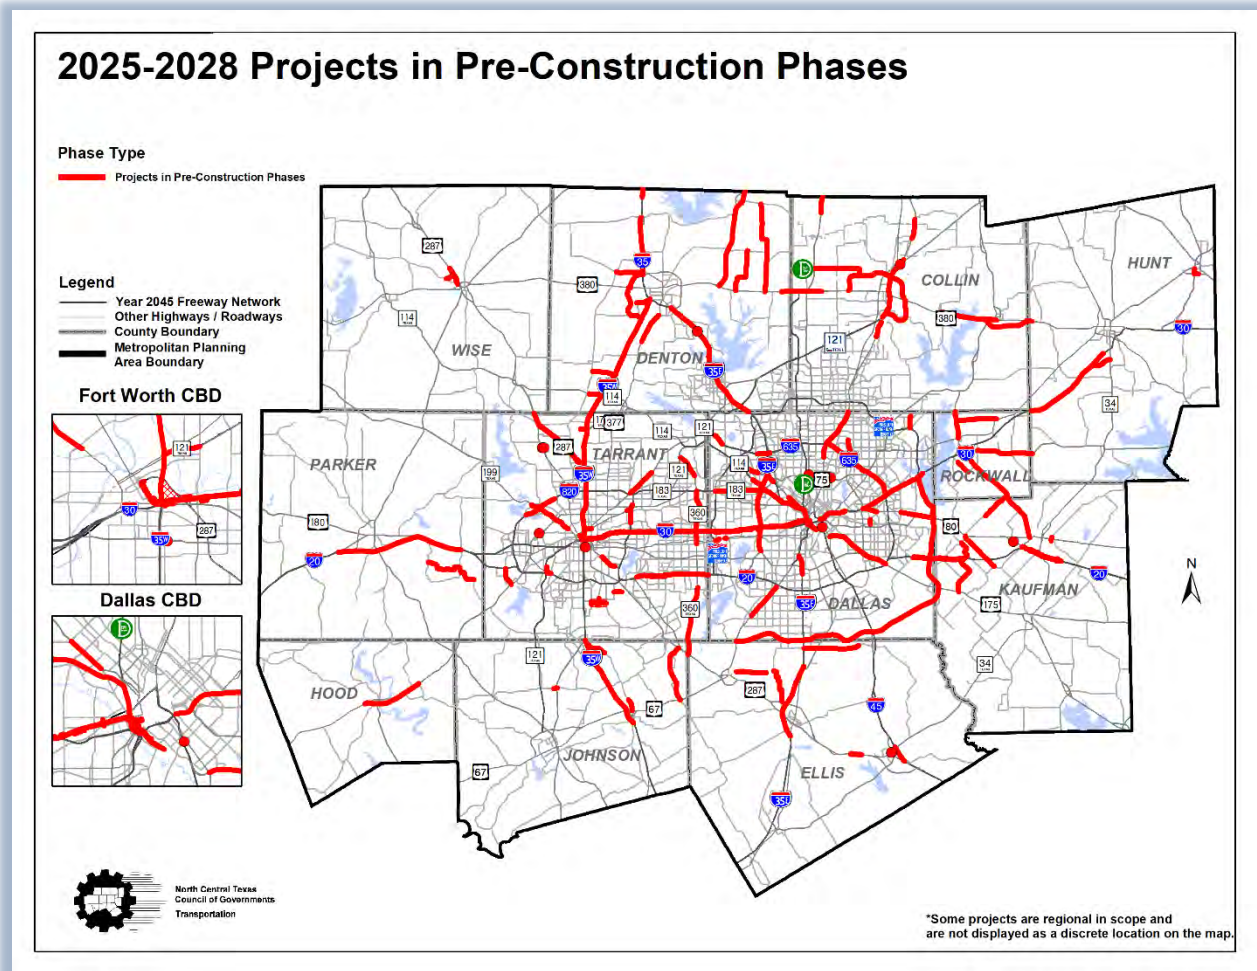 2025-2028 Projects in Pre-Construction Phases
Phase Type
Projects in Pre-Construction Phases
Legend
Year 2045 Freeway Network
Other Highways / Roadways
County Boundary
Metropolitan Planning
Area Boundary
Fort Worth CBD
121
30
35W
287
Dallas CBD
287
114
WISE
35
380
DENTON
35E
35W
114
COLLIN
380
121
HUNT
30
34
PARKER
180
20
199
287
377
TARRANT
114
121
35W
820
183
121
360
30
114
183
635
35E
75
635
30
ROCKWALL
80
20
KAUFMAN
175
34
20
35E
DALLAS
360
HOOD
121
35W
67
JOHNSON
67
287
45
ELLIS
35E
N
North Central Texas
Council of Governments
Transportation
*Some projects are regional in scope and
are not displayed as a discrete location on the map.